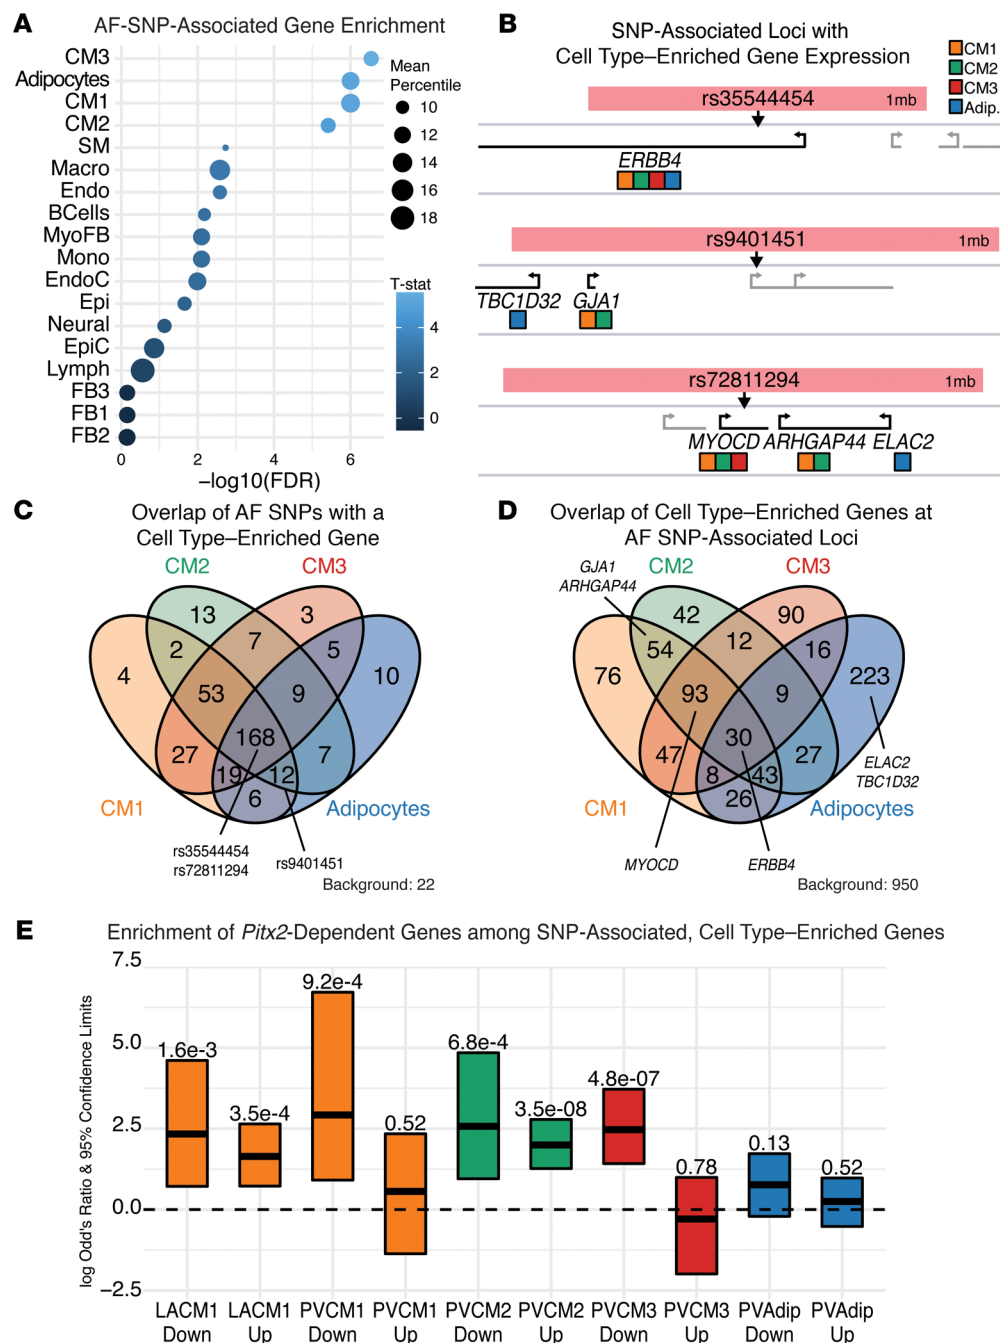 A
AF-SNP-Associated Gene Enrichment
CM3
Adipocytes
CM1
CM2
SM
Macro
Endo
BCells
MyoFB
Mono
EndoC
Epi
Neural
EpiC
Lymph
FB3
FB1
FB2
0 2 4 6
−log10(FDR)
Mean
Percentile
10
12
14
16
18
T-stat
4
2
0
B
SNP-Associated Loci with
Cell Type–Enriched Gene Expression
CM1
CM2
CM3
Adip.
rs35544454 1mb
ERBB4
rs9401451 1mb
TBC1D32 GJA1
rs72811294 1mb
MYOCD ARHGAP44 ELAC2
C
Overlap of AF SNPs with a
Cell Type–Enriched Gene
CM2 CM3
13 3
2 7 5
4 10
53 9
168
27 7
19 12
6
CM1 Adipocytes
rs35544454
rs72811294
rs9401451
Background: 22
D
Overlap of Cell Type–Enriched Genes at
AF SNP-Associated Loci
GJA1
ARHGAP44
CM2 CM3
42 90
54 12 16
76 223
93 9
30
47 27
8 43
26
ELAC2
TBC1D32
CM1 Adipocytes
MYOCD ERBB4
Background: 950
E
Enrichment of Pitx2-Dependent Genes among SNP-Associated, Cell Type–Enriched Genes
log Odd's Ratio & 95% Confidence Limits
7.5
5.0
2.5
0.0
−2.5
1.6e-3
3.5e-4
9.2e-4
0.52
6.8e-4
3.5e-08
4.8e-07
0.78
0.13
0.52
LACM1 LACM1 PVCM1 PVCM1 PVCM2 PVCM2 PVCM3 PVCM3 PVAdip PVAdip
Down Up Down Up Down Up Down Up Down Up